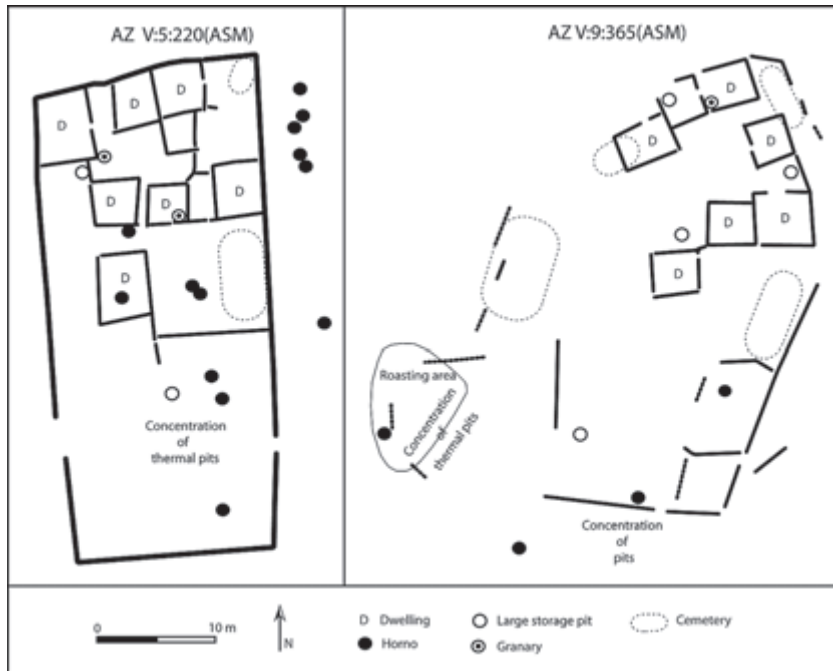 AZ V:5:220(ASM)
D
D
D
D
D
D
D
D
Concentration
of
thermal pits
AZ V:9:365(ASM)
D
D
D
D
D
D
Roasting area
Concentration
of
thermal pits
Concentration
of
pits
0 10 m
N
D Dwelling
Horno
Large storage pit
Granary
Cemetery